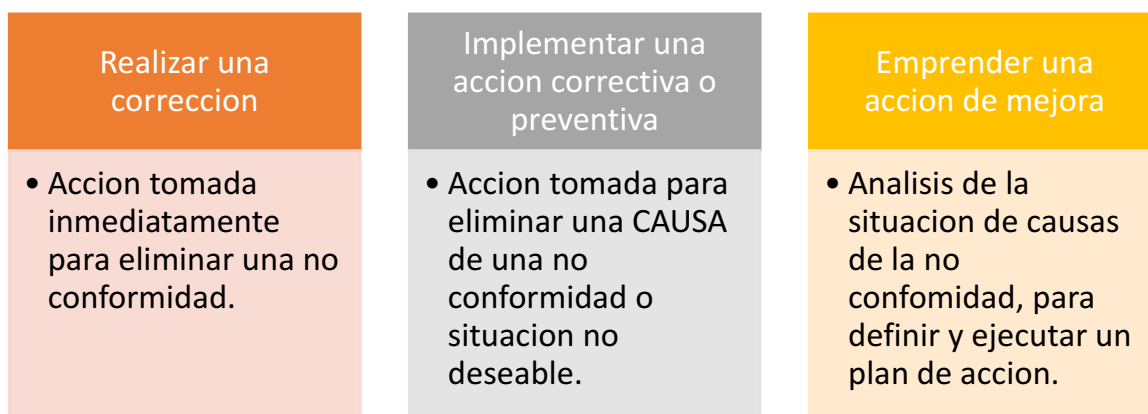 Realizar una
correccion
• Accion tomada
inmediatamente
para eliminar una no
conformidad.
Implementar una
accion correctiva o
preventiva
• Accion tomada para
eliminar una CAUSA
de una no
conformidad o
situacion no
deseable.
Emprender una
accion de mejora
• Analisis de la
situacion de causas
de la no
confomidad, para
definir y ejecutar un
plan de accion.